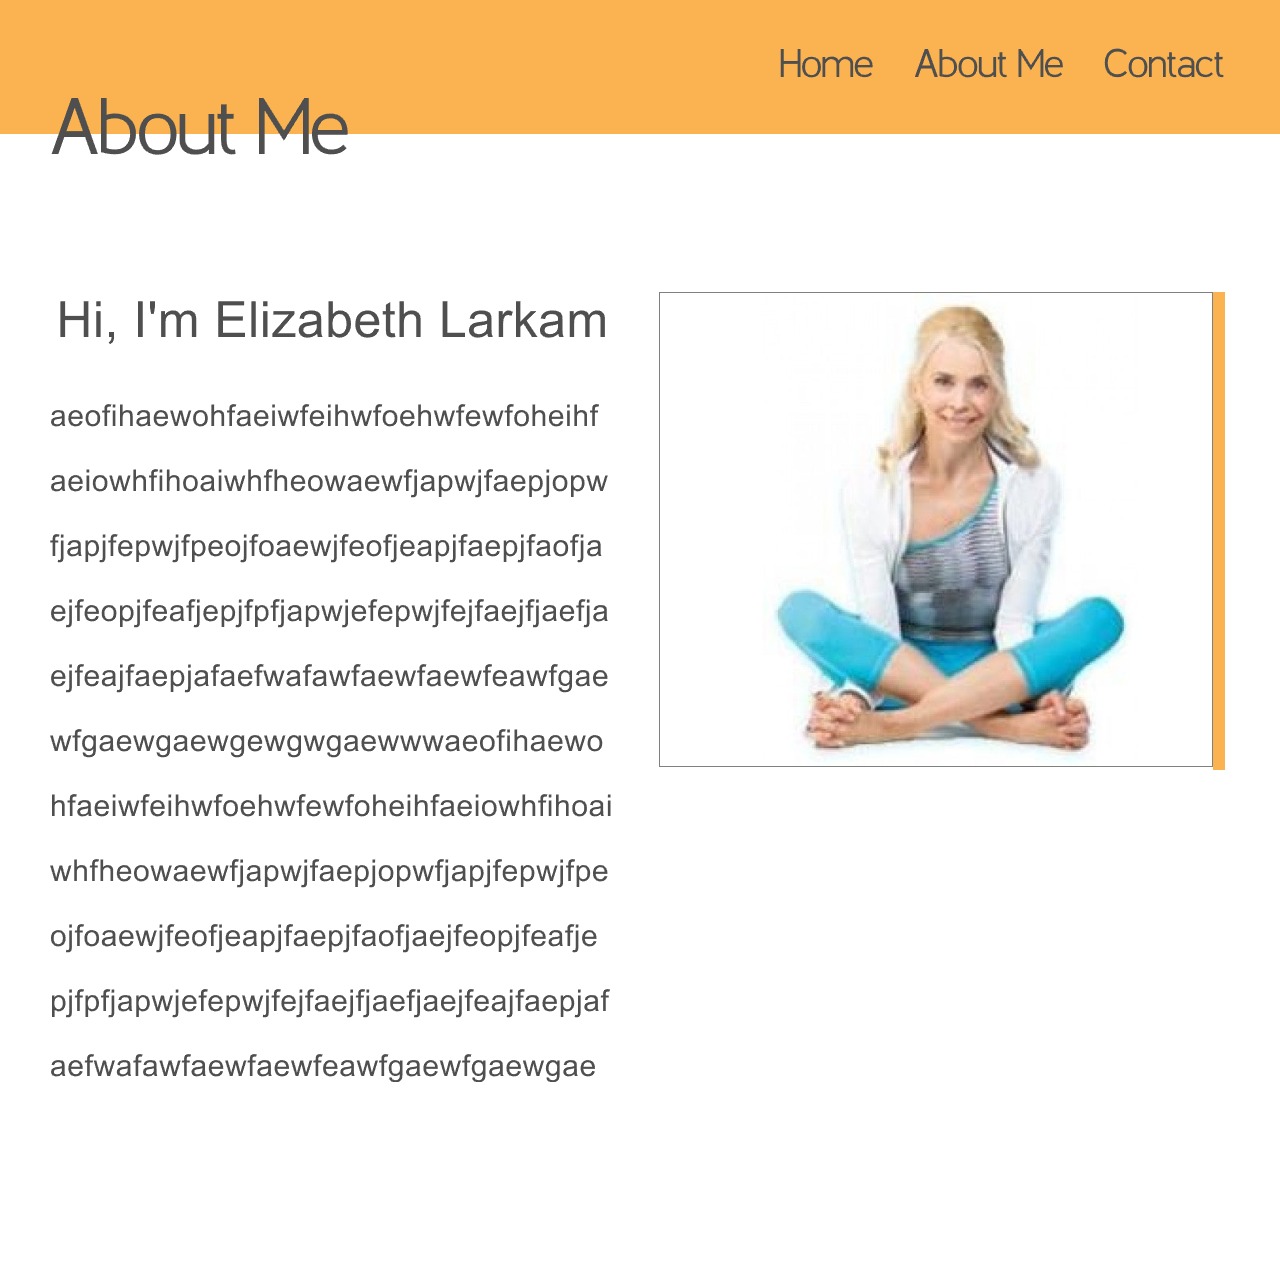 Home About Me Contact
About Me
Hi, I'm Elizabeth Larkam
aeofihaewohfaeiwfeihwfoehwfewfoheihf
aeiowhfihoaiwhfheowaewfjapwjfaepjopw
fjapjfepwjfpeojfoaewjfeofjeapjfaepjfaofja
ejfeopjfeafjepjfpfjapwjefepwjfejfaejfjaefja
ejfeajfaepjafaefwafawfaewfaewfeawfgae
wfgaewgaewgewgwgaewwwaeofihaewo
hfaeiwfeihwfoehwfewfoheihfaeiowhfihoai
whfheowaewfjapwjfaepjopwfjapjfepwjfpe
ojfoaewjfeofjeapjfaepjfaofjaejfeopjfeafje
pjfpfjapwjefepwjfejfaejfjaefjaejfeajfaepjaf
aefwafawfaewfaewfeawfgaewfgaewgae